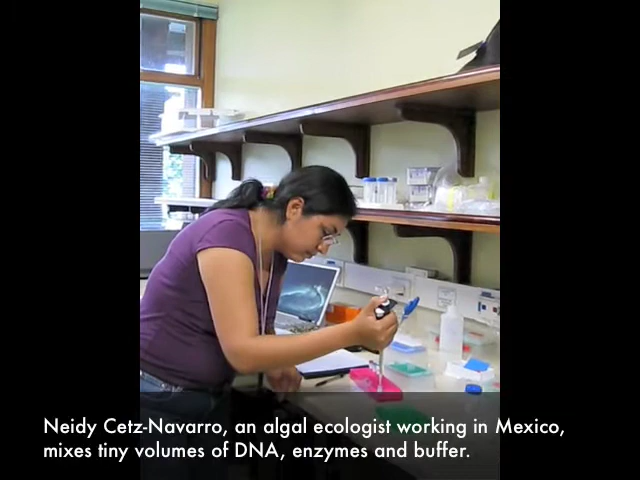 Neidy Cetz-Navarro, an algal ecologist working in Mexico,
mixes tiny volumes of DNA, enzymes and buffer.